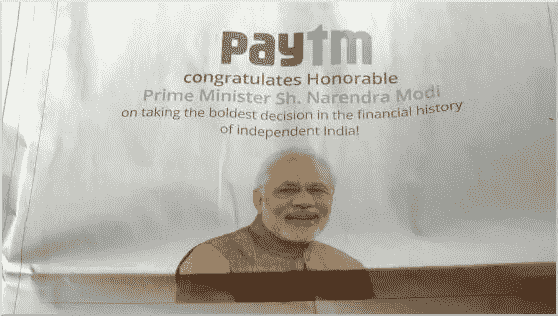 paytm
congratulates Honorable
Prime Minister Sh. Narendra Modi
on taking the boldest decision in the financial history
of independent India!